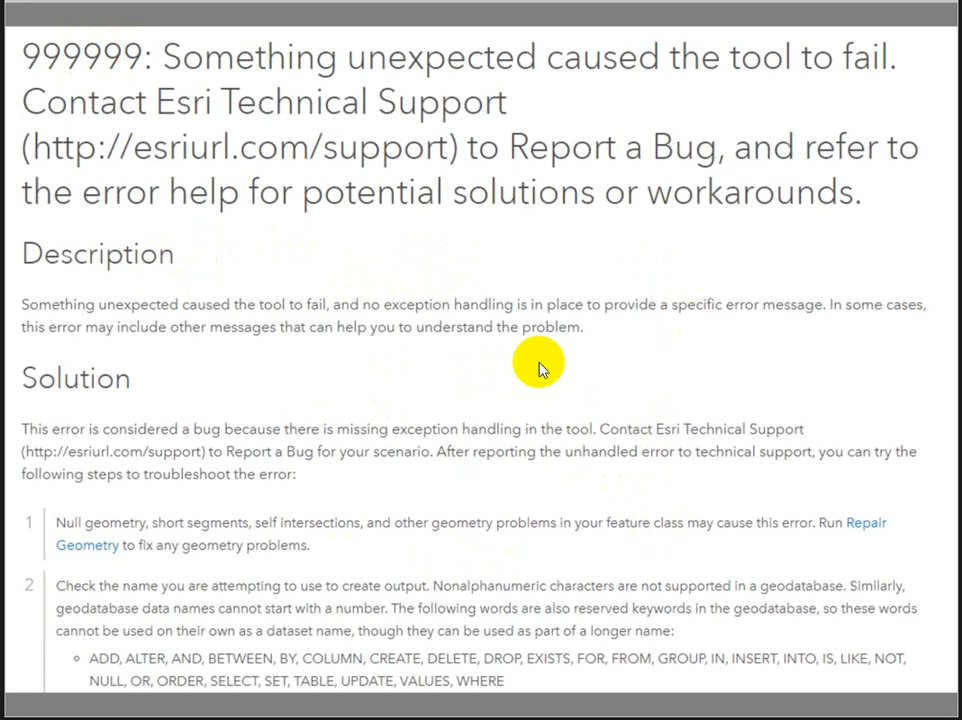 999999: Something unexpected caused the tool to fail.
Contact Esri Technical Support
(http://esriurl.com/support) to Report a Bug, and refer to
the error help for potential solutions or workarounds.
Description
Something unexpected caused the tool to fail, and no exception handling is in place to provide a specific error message. In some cases,
this error may include other messages that can help you to understand the problem.
Solution
This error is considered a bug because there is missing exception handling in the tool. Contact Esri Technical Support
(http://esriurl.com/support) to Report a Bug for your scenario. After reporting the unhandled error to technical support, you can try the
following steps to troubleshoot the error:
1 Null geometry, short segments, self intersections, and other geometry problems in your feature class may cause this error. Run Repair
Geometry to fix any geometry problems.
2 Check the name you are attempting to use to create output. Nonalphanumeric characters are not supported in a geodatabase. Similarly,
geodatabase data names cannot start with a number. The following words are also reserved keywords in the geodatabase, so these words
cannot be used on their own as a dataset name, though they can be used as part of a longer name:
ADD, ALTER, AND, BETWEEN, BY, COLUMN, CREATE, DELETE, DROP, EXISTS, FOR, FROM, GROUP, IN, INSERT, INTO, IS, LIKE, NOT,
NULL, OR, ORDER, SELECT, SET, TABLE, UPDATE, VALUES, WHERE